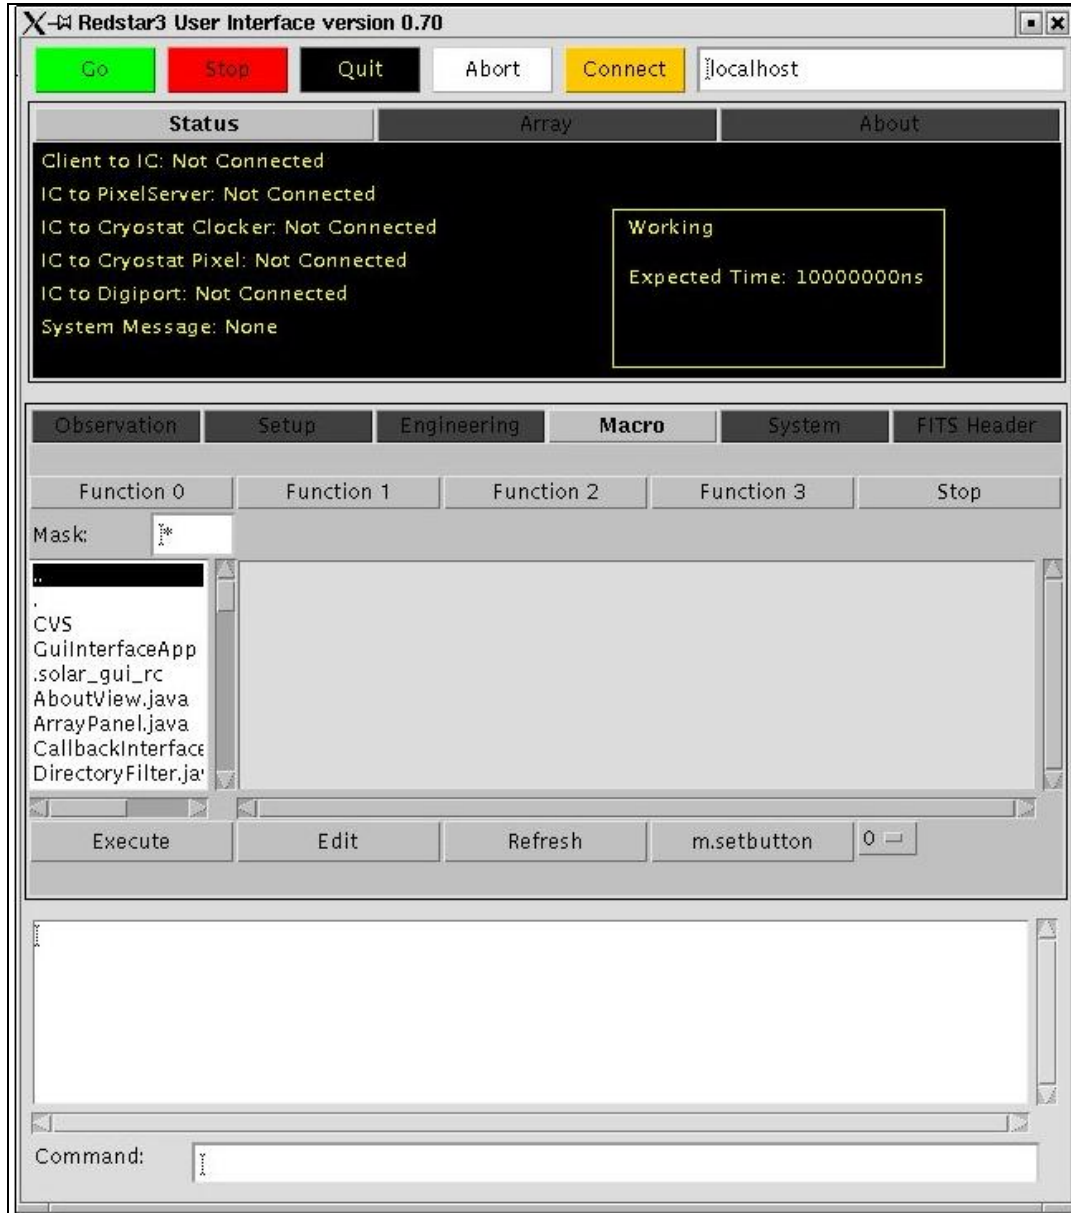 Redstar3 User Interface version 0.70
Go Stop Quit Abort Connect localhost
Status Array About
Client to IC: Not Connected
IC to PixelServer: Not Connected
IC to Cryostat Clocker: Not Connected
IC to Cryostat Pixel: Not Connected
IC to Digiport: Not Connected
System Message: None
Working
Expected Time: 10000000ns
Observation Setup Engineering Macro System FITS Header
Function 0 Function 1 Function 2 Function 3 Stop
Mask: *
..
.
CVS
GuiInterfaceApp
.solar_gui_rc
AboutView.java
ArrayPanel.java
CallbackInterface
DirectoryFilter.ja
Execute Edit Refresh m.setbutton 0
Command: